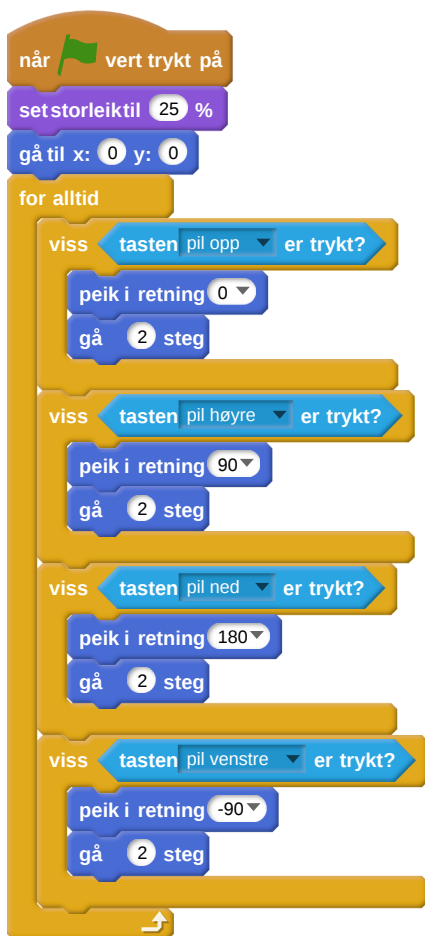 når vert trykt på
set storleik til 25 %
gå til x: 0 y: 0
for alltid
viss tasten pil opp er trykt?
peik i retning 0
gå 2 steg
viss tasten pil høyre er trykt?
peik i retning 90
gå 2 steg
viss tasten pil ned er trykt?
peik i retning 180
gå 2 steg
viss tasten pil venstre er trykt?
peik i retning -90
gå 2 steg